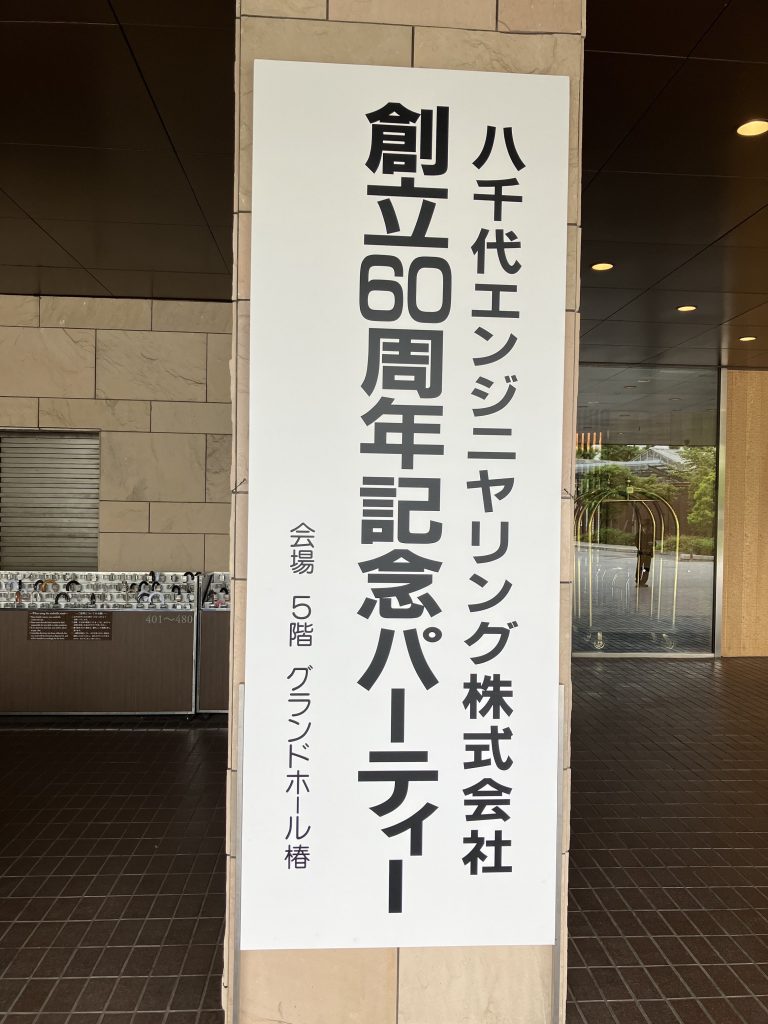 八千代エンジニヤリング株式会社
創立60周年記念パーティー
会場 5階 グランドホール椿
401～480